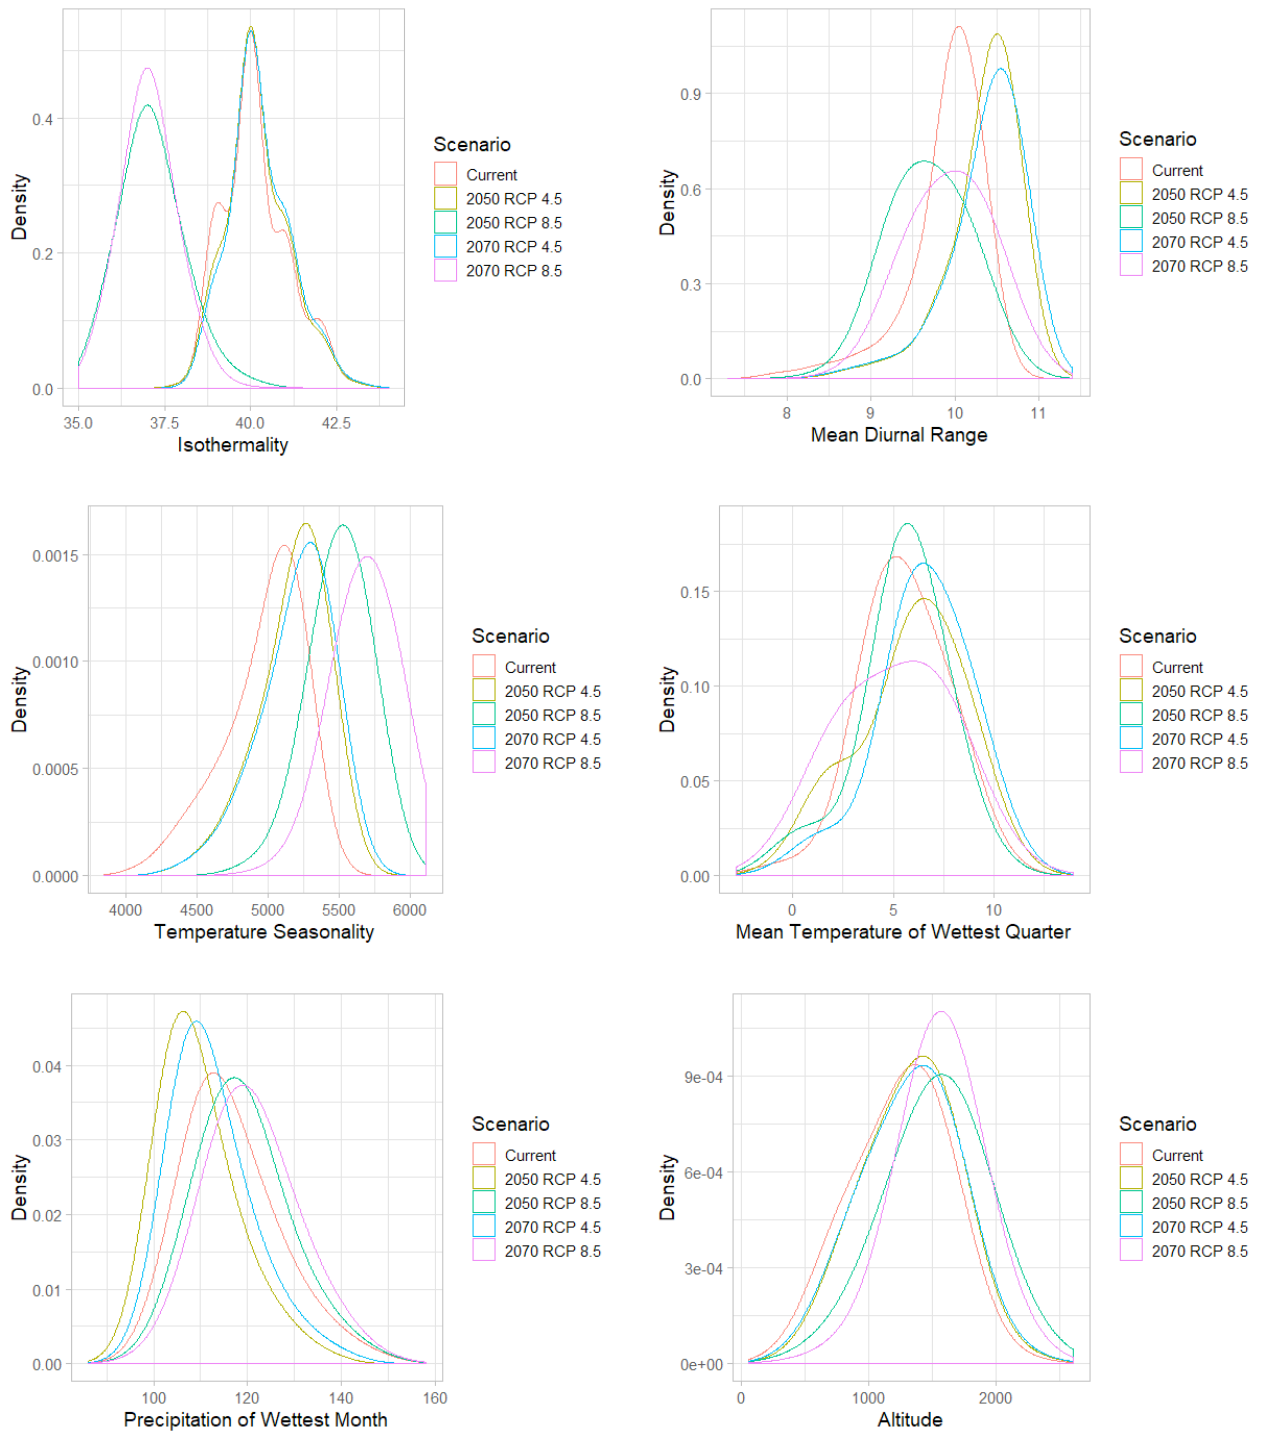 Density
0.4
0.2
0.0
35.0 37.5 40.0 42.5
Isothermality
Scenario
Current
2050 RCP 4.5
2050 RCP 8.5
2070 RCP 4.5
2070 RCP 8.5
Density
0.9
0.6
0.3
0.0
8 9 10 11
Mean Diurnal Range
Scenario
Current
2050 RCP 4.5
2050 RCP 8.5
2070 RCP 4.5
2070 RCP 8.5
Density
0.0015
0.0010
0.0005
0.0000
4000 4500 5000 5500 6000
Temperature Seasonality
Scenario
Current
2050 RCP 4.5
2050 RCP 8.5
2070 RCP 4.5
2070 RCP 8.5
Density
0.15
0.10
0.05
0.00
0 5 10
Mean Temperature of Wettest Quarter
Scenario
Current
2050 RCP 4.5
2050 RCP 8.5
2070 RCP 4.5
2070 RCP 8.5
Density
0.04
0.03
0.02
0.01
0.00
100 120 140 160
Precipitation of Wettest Month
Scenario
Current
2050 RCP 4.5
2050 RCP 8.5
2070 RCP 4.5
2070 RCP 8.5
Density
9e-04
6e-04
3e-04
0e+00
0 1000 2000
Altitude
Scenario
Current
2050 RCP 4.5
2050 RCP 8.5
2070 RCP 4.5
2070 RCP 8.5